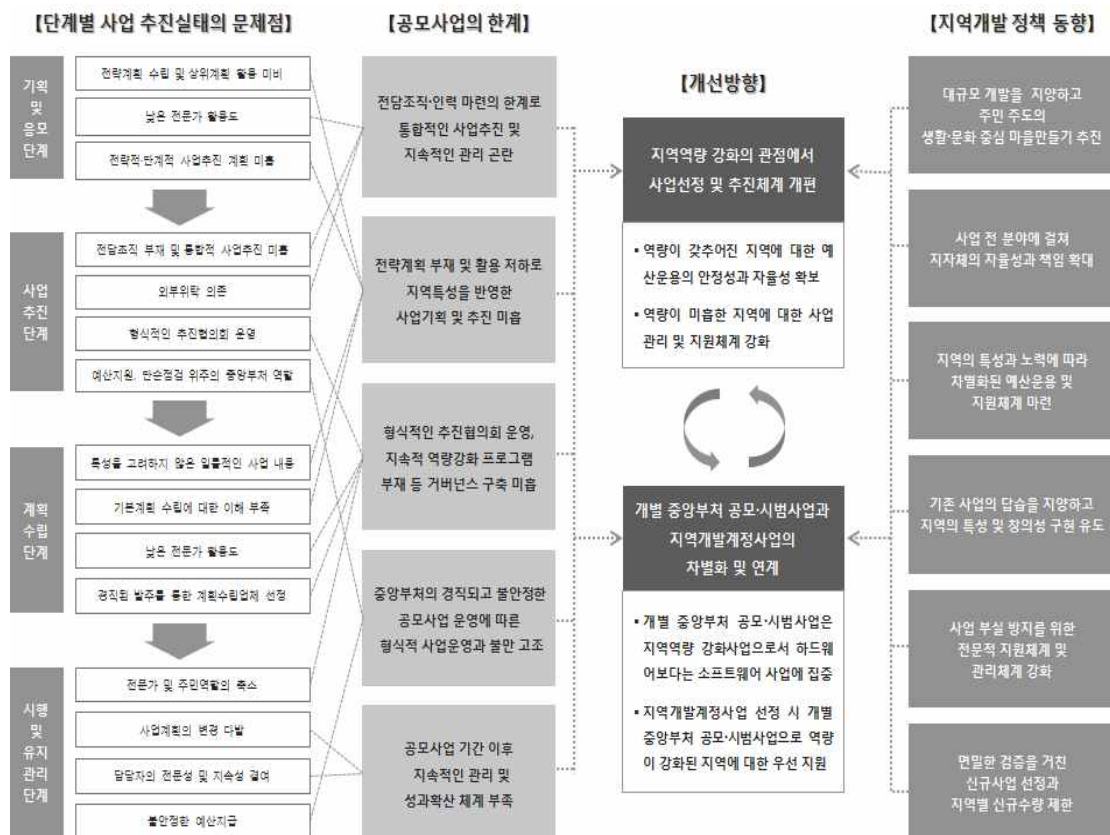 【단계별 사업 추진실태의 문제점】
기획
및
응모
단계
전략계획 수립 및 상위계획 활용 미비
낮은 전문가 활용도
전략적·단계적 사업추진 계획 미흡
사업
추진
단계
전담조직 부재 및 통합적 사업추진 미흡
외부위탁 의존
형식적인 추진협의회 운영
예산지원, 단순점검 위주의 중앙부처 역할
계획
수립
단계
특성을 고려하지 않은 일률적인 사업 내용
기본계획 수립에 대한 이해 부족
낮은 전문가 활용도
경직된 발주를 통한 계획수립업체 선정
시행
및
유지
관리
단계
전문가 및 주민역할의 축소
사업계획의 변경 다발
담당자의 전문성 및 지속성 결여
불안정한 예산지급
【공모사업의 한계】
전담조직·인력 마련의 한계로
통합적인 사업추진 및
지속적인 관리 곤란
전략계획 부재 및 활용 저하로
지역특성을 반영한
사업기획 및 추진 미흡
형식적인 추진협의회 운영,
지속적 역량강화 프로그램
부재 등 거버넌스 구축 미흡
중앙부처의 경직되고 불안정한
공모사업 운영에 따른
형식적 사업운영과 불만 고조
공모사업 기간 이후
지속적인 관리 및
성과확산 체계 부족
【개선방향】
지역역량 강화의 관점에서
사업선정 및 추진체계 개편
▪ 역량이 갖추어진 지역에 대한 예
산운용의 안정성과 자율성 확보
▪ 역량이 미흡한 지역에 대한 사업
관리 및 지원체계 강화
개별 중앙부처 공모·시범사업과
지역개발계정사업의
차별화 및 연계
▪ 개별 중앙부처 공모·시범사업은
지역역량 강화사업으로서 하드웨
어보다는 소프트웨어 사업에 집중
▪ 지역개발계정사업 선정 시 개별
중앙부처 공모·시범사업으로 역량
이 강화된 지역에 대한 우선 지원
【지역개발 정책 동향】
대규모 개발을 지양하고
주민 주도의
생활·문화 중심 마을만들기 추진
사업 전 분야에 걸쳐
지자체의 자율성과 책임 확대
지역의 특성과 노력에 따라
차별화된 예산운용 및
지원체계 마련
기존 사업의 답습을 지양하고
지역의 특성 및 창의성 구현 유도
사업 부실 방지를 위한
전문적 지원체계 및
관리체계 강화
면밀한 검증을 거친
신규사업 선정과
지역별 신규수량 제한